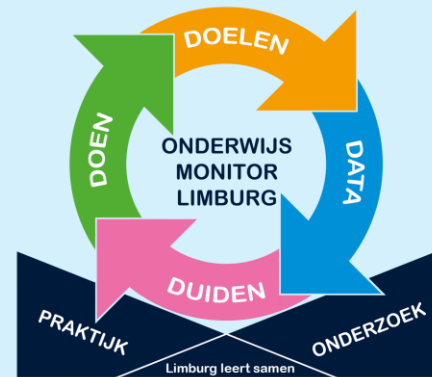 DOELEN
DATA
DUIDEN
DOEN
ONDERWIJS
MONITOR
LIMBURG
PRAKTIJK
ONDERZOEK
Limburg leert samen